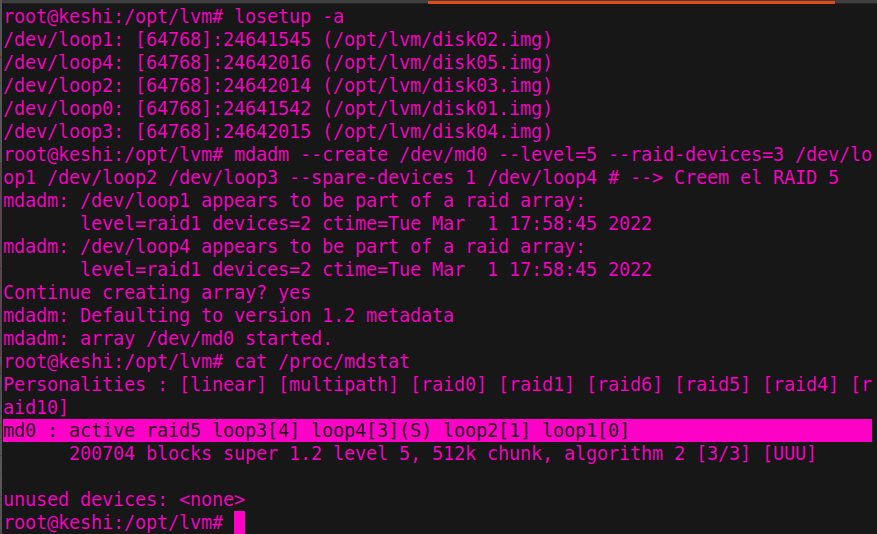 root@keshi:/opt/lvm# losetup -a
/dev/loop1: [64768]:24641545 (/opt/lvm/disk02.img)
/dev/loop4: [64768]:24642016 (/opt/lvm/disk05.img)
/dev/loop2: [64768]:24642014 (/opt/lvm/disk03.img)
/dev/loop0: [64768]:24641542 (/opt/lvm/disk01.img)
/dev/loop3: [64768]:24642015 (/opt/lvm/disk04.img)
root@keshi:/opt/lvm# mdadm --create /dev/md0 --level=5 --raid-devices=3 /dev/lo
op1 /dev/loop2 /dev/loop3 --spare-devices 1 /dev/loop4 # --> Creem el RAID 5
mdadm: /dev/loop1 appears to be part of a raid array:
       level=raid1 devices=2 ctime=Tue Mar  1 17:58:45 2022
mdadm: /dev/loop4 appears to be part of a raid array:
       level=raid1 devices=2 ctime=Tue Mar  1 17:58:45 2022
Continue creating array? yes
mdadm: Defaulting to version 1.2 metadata
mdadm: array /dev/md0 started.
root@keshi:/opt/lvm# cat /proc/mdstat
Personalities : [linear] [multipath] [raid0] [raid1] [raid6] [raid5] [raid4] [r
aid10]
md0 : active raid5 loop3[4] loop4[3](S) loop2[1] loop1[0]
      200704 blocks super 1.2 level 5, 512k chunk, algorithm 2 [3/3] [UUU]
unused devices: <none>
root@keshi:/opt/lvm#